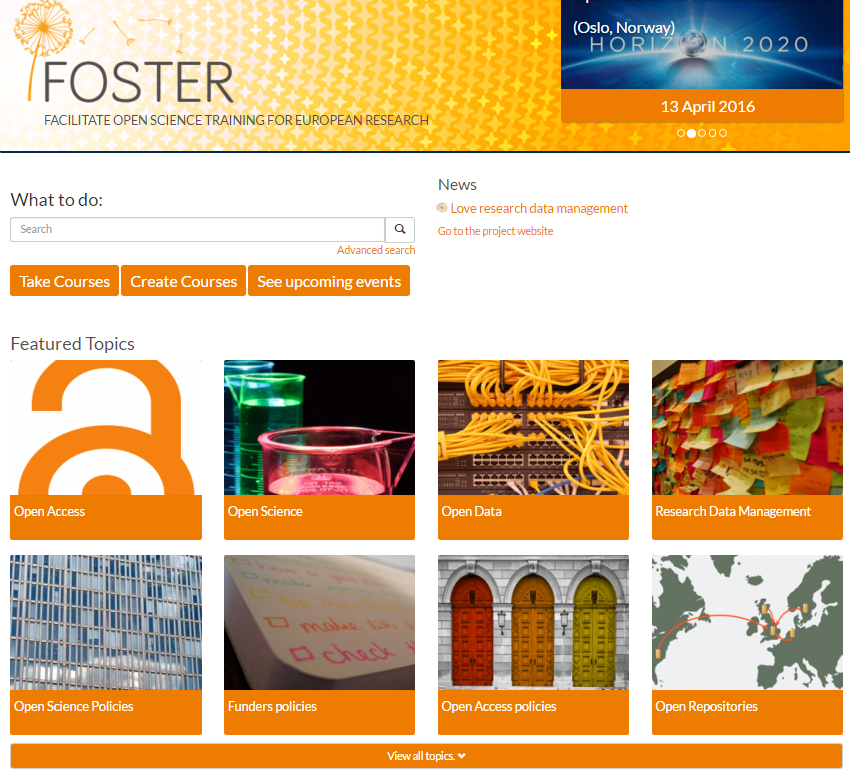 FOSTER
FACILITATE OPEN SCIENCE TRAINING FOR EUROPEAN RESEARCH
(Oslo, Norway)
HORIZON 2020
13 April 2016
What to do:
Search
Advanced search
Take Courses
Create Courses
See upcoming events
News
Love research data management
Go to the project website
Featured Topics
Open Access
Open Science
Open Data
Research Data Management
make
make
check
Open Science Policies
Funders policies
Open Access policies
Open Repositories
View all topics.